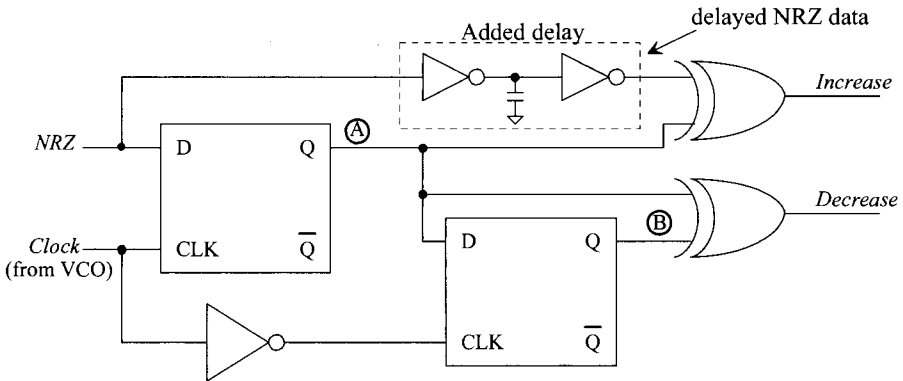 delayed NRZ data
Added delay
Increase
A
NRZ
D
Q
Decrease
B
Clock
(from VCO)
CLK
Q
D
Q
CLK
Q